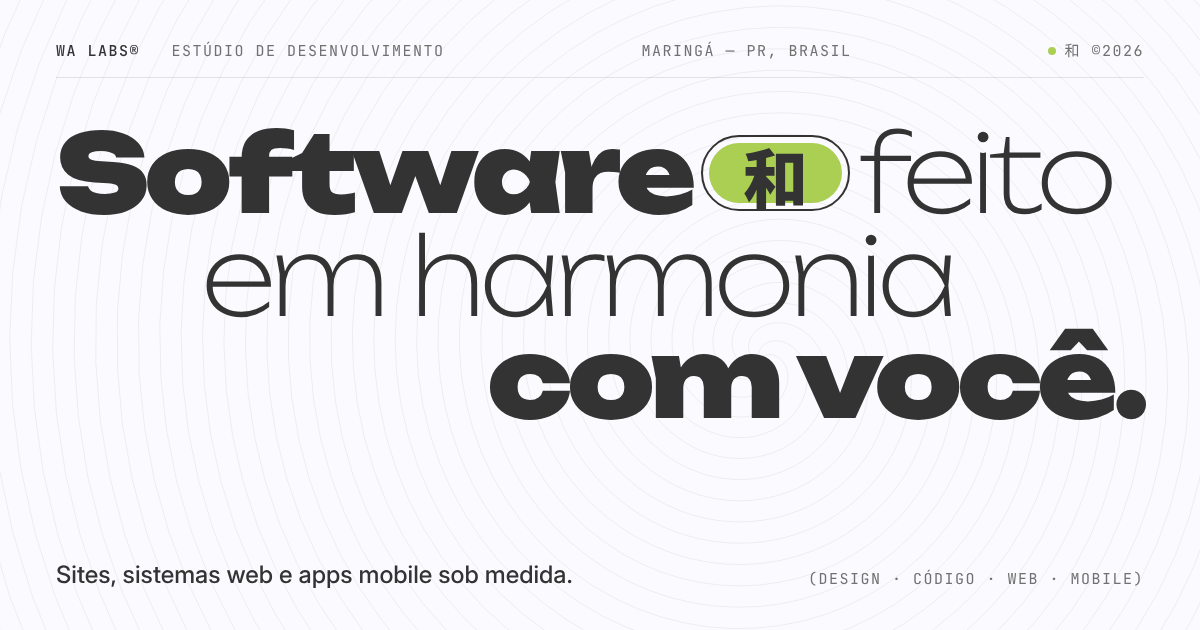 WA LABS® ESTÚDIO DE DESENVOLVIMENTO MARINGÁ — PR, BRASIL 和 ©2026
Software 和 feito
em harmonia
com você.
Sites, sistemas web e apps mobile sob medida. (DESIGN · CÓDIGO · WEB · MOBILE)